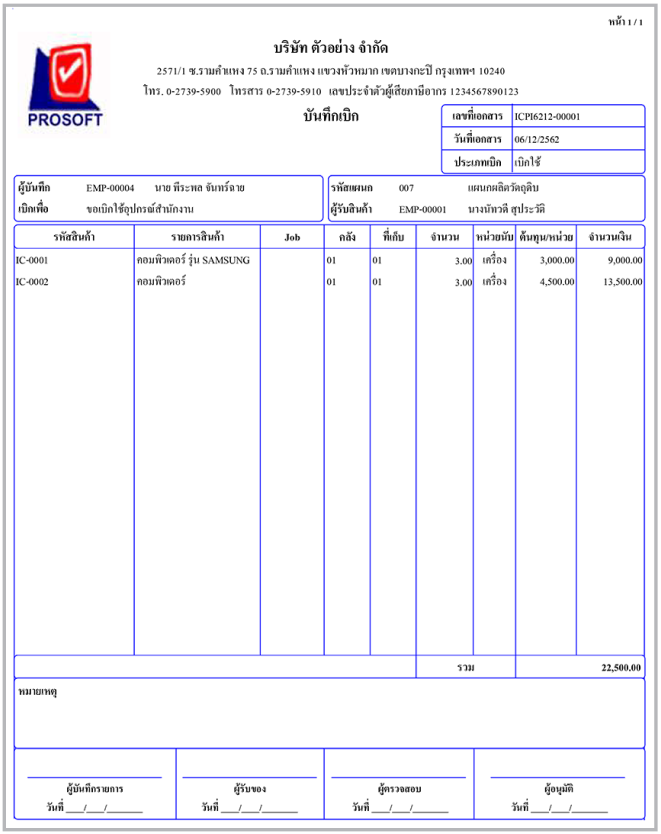 หน้า 1 / 1
บริษัท ตัวอย่าง จำกัด
2571/1 ซ.รามคำแหง 75 ถ.รามคำแหง แขวงหัวหมาก เขตบางกะปิ กรุงเทพฯ 10240
โทร. 0-2739-5900 โทรสาร 0-2739-5910 เลขประจำตัวผู้เสียภาษีอากร 1234567890123
PROSOFT
บันทึกเบิก
เลขที่เอกสาร ICPI6212-00001
วันที่เอกสาร 06/12/2562
ประเภทเบิก เบิกใช้
ผู้บันทึก EMP-00004 นาย พีระพล จันทร์ฉาย รหัสแผนก 007 แผนกผลิตวัตถุดิบ
เบิกเพื่อ ขอเบิกใช้อุปกรณ์สำนักงาน ผู้รับสินค้า EMP-00001 นางนัทวดี สุประวัติ
รหัสสินค้า รายการสินค้า Job คลัง ที่เก็บ จำนวน หน่วยนับ ต้นทุน/หน่วย จำนวนเงิน
IC-0001 คอมพิวเตอร์ รุ่น SAMSUNG 01 01 3.00 เครื่อง 3,000.00 9,000.00
IC-0002 คอมพิวเตอร์ 01 01 3.00 เครื่อง 4,500.00 13,500.00
รวม 22,500.00
หมายเหตุ
ผู้บันทึกรายการ ผู้รับของ ผู้ตรวจสอบ ผู้อนุมัติ
วันที่ ___/___/______ วันที่ ___/___/______ วันที่ ___/___/______ วันที่ ___/___/______